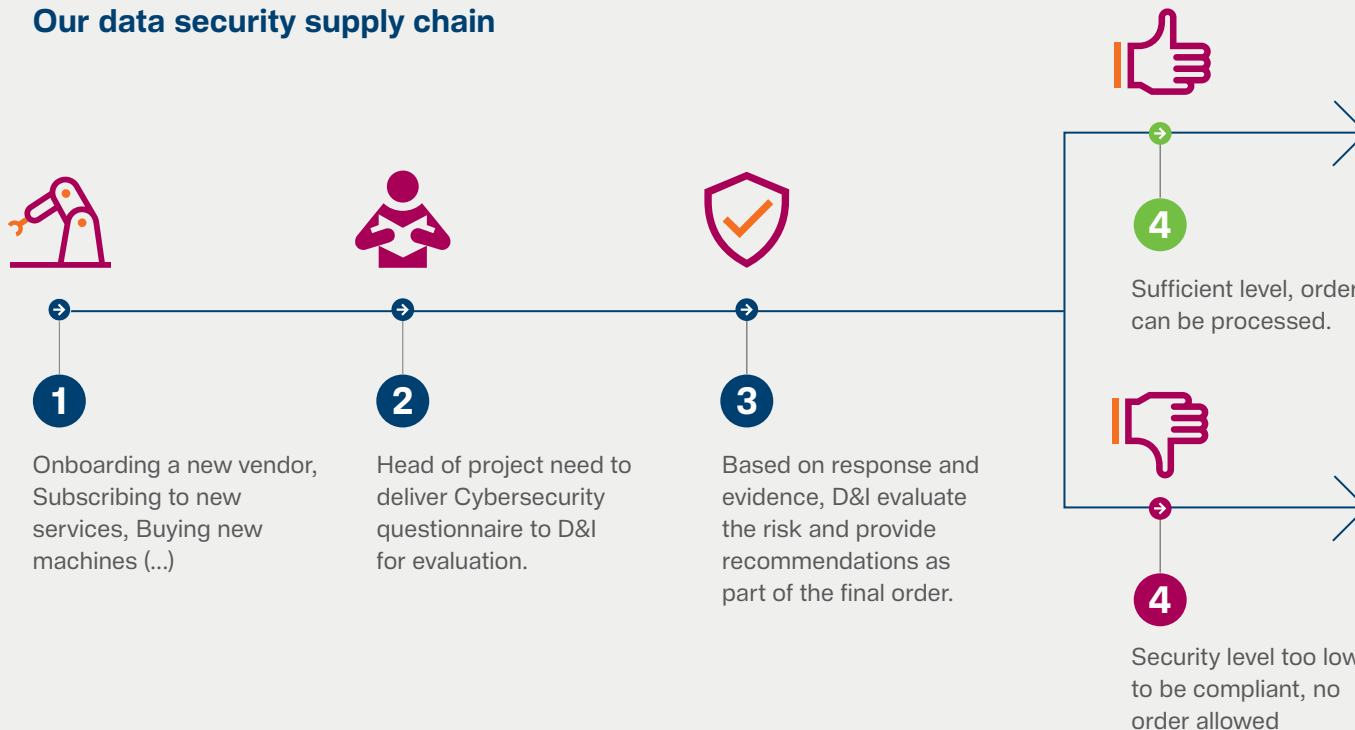 Our data security supply chain
1
Onboarding a new vendor,
Subscribing to new
services, Buying new
machines (...)
2
Head of project need to
deliver Cybersecurity
questionnaire to D&I
for evaluation.
3
Based on response and
evidence, D&I evaluate
the risk and provide
recommendations as
part of the final order.
4
Sufficient level, order
can be processed.
4
Security level too low
to be compliant, no
order allowed